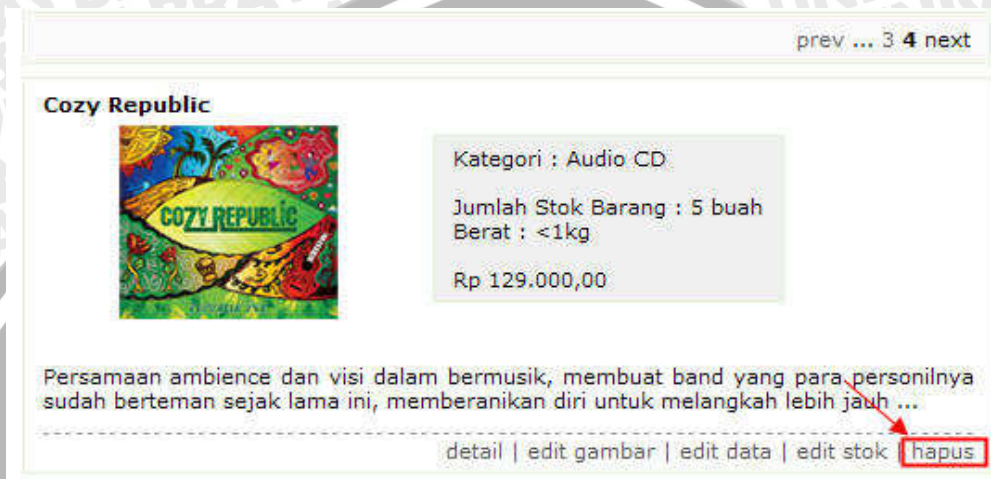 prev ... 3 4 next
Cozy Republic
COZY REPUBLIC
Kategori : Audio CD
Jumlah Stok Barang : 5 buah
Berat : <1kg
Rp 129.000,00
Persamaan ambience dan visi dalam bermusik, membuat band yang para personilnya
sudah berteman sejak lama ini, memberanikan diri untuk melangkah lebih jauh ...
detail | edit gambar | edit data | edit stok | hapus